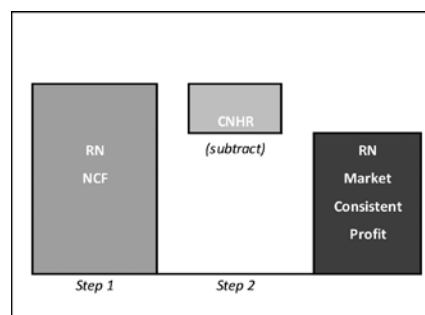 RN
NCF
CNHR
(subtract)
RN
Market
Consistent
Profit
Step 1
Step 2